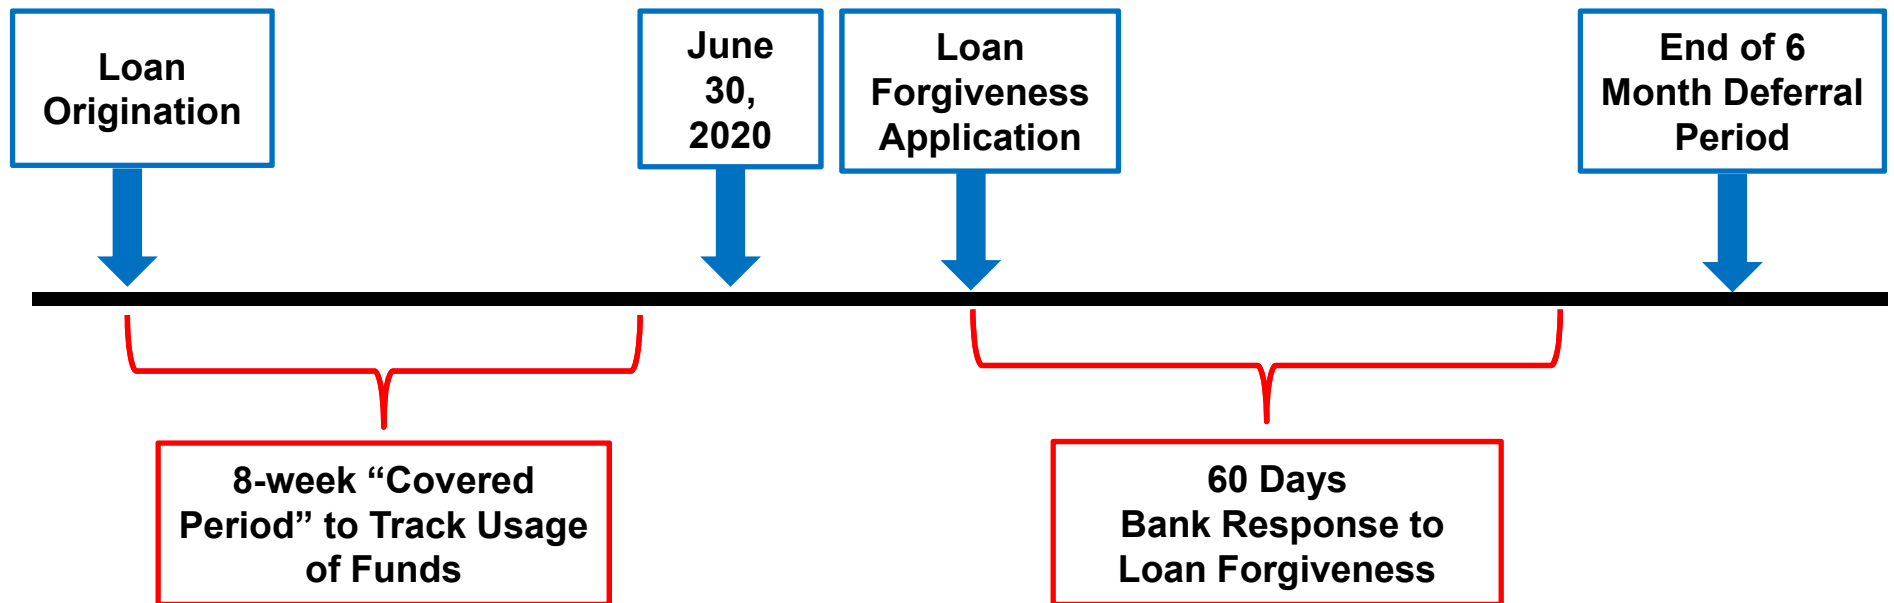 Loan
Origination
June
30,
2020
Loan
Forgiveness
Application
End of 6
Month Deferral
Period
8-week “Covered
Period” to Track Usage
of Funds
60 Days
Bank Response to
Loan Forgiveness